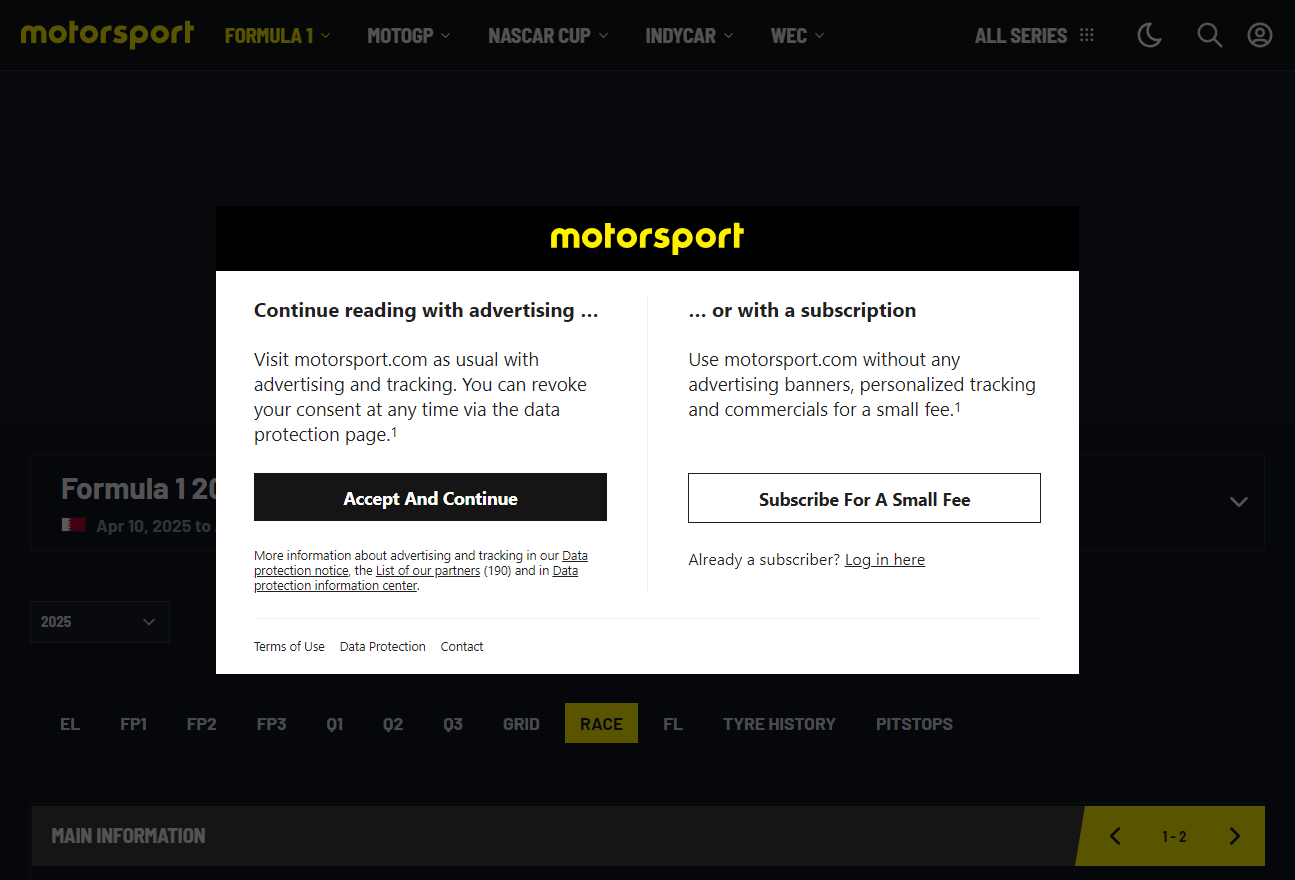 motorsport FORMULA 1 MOTOGP NASCAR CUP INDYCAR WEC ALL SERIES
motorsport
Continue reading with advertising ...
Visit motorsport.com as usual with
advertising and tracking. You can revoke
your consent at any time via the data
protection page.¹
Accept And Continue
More information about advertising and tracking in our Data
protection notice, the List of our partners (190) and in Data
protection information center.
... or with a subscription
Use motorsport.com without any
advertising banners, personalized tracking
and commercials for a small fee.¹
Subscribe For A Small Fee
Already a subscriber? Log in here
Terms of Use Data Protection Contact
Formula 1
Apr 10, 2025 to
2025
EL FP1 FP2 FP3 Q1 Q2 Q3 GRID RACE FL TYRE HISTORY PITSTOPS
MAIN INFORMATION
1 - 2